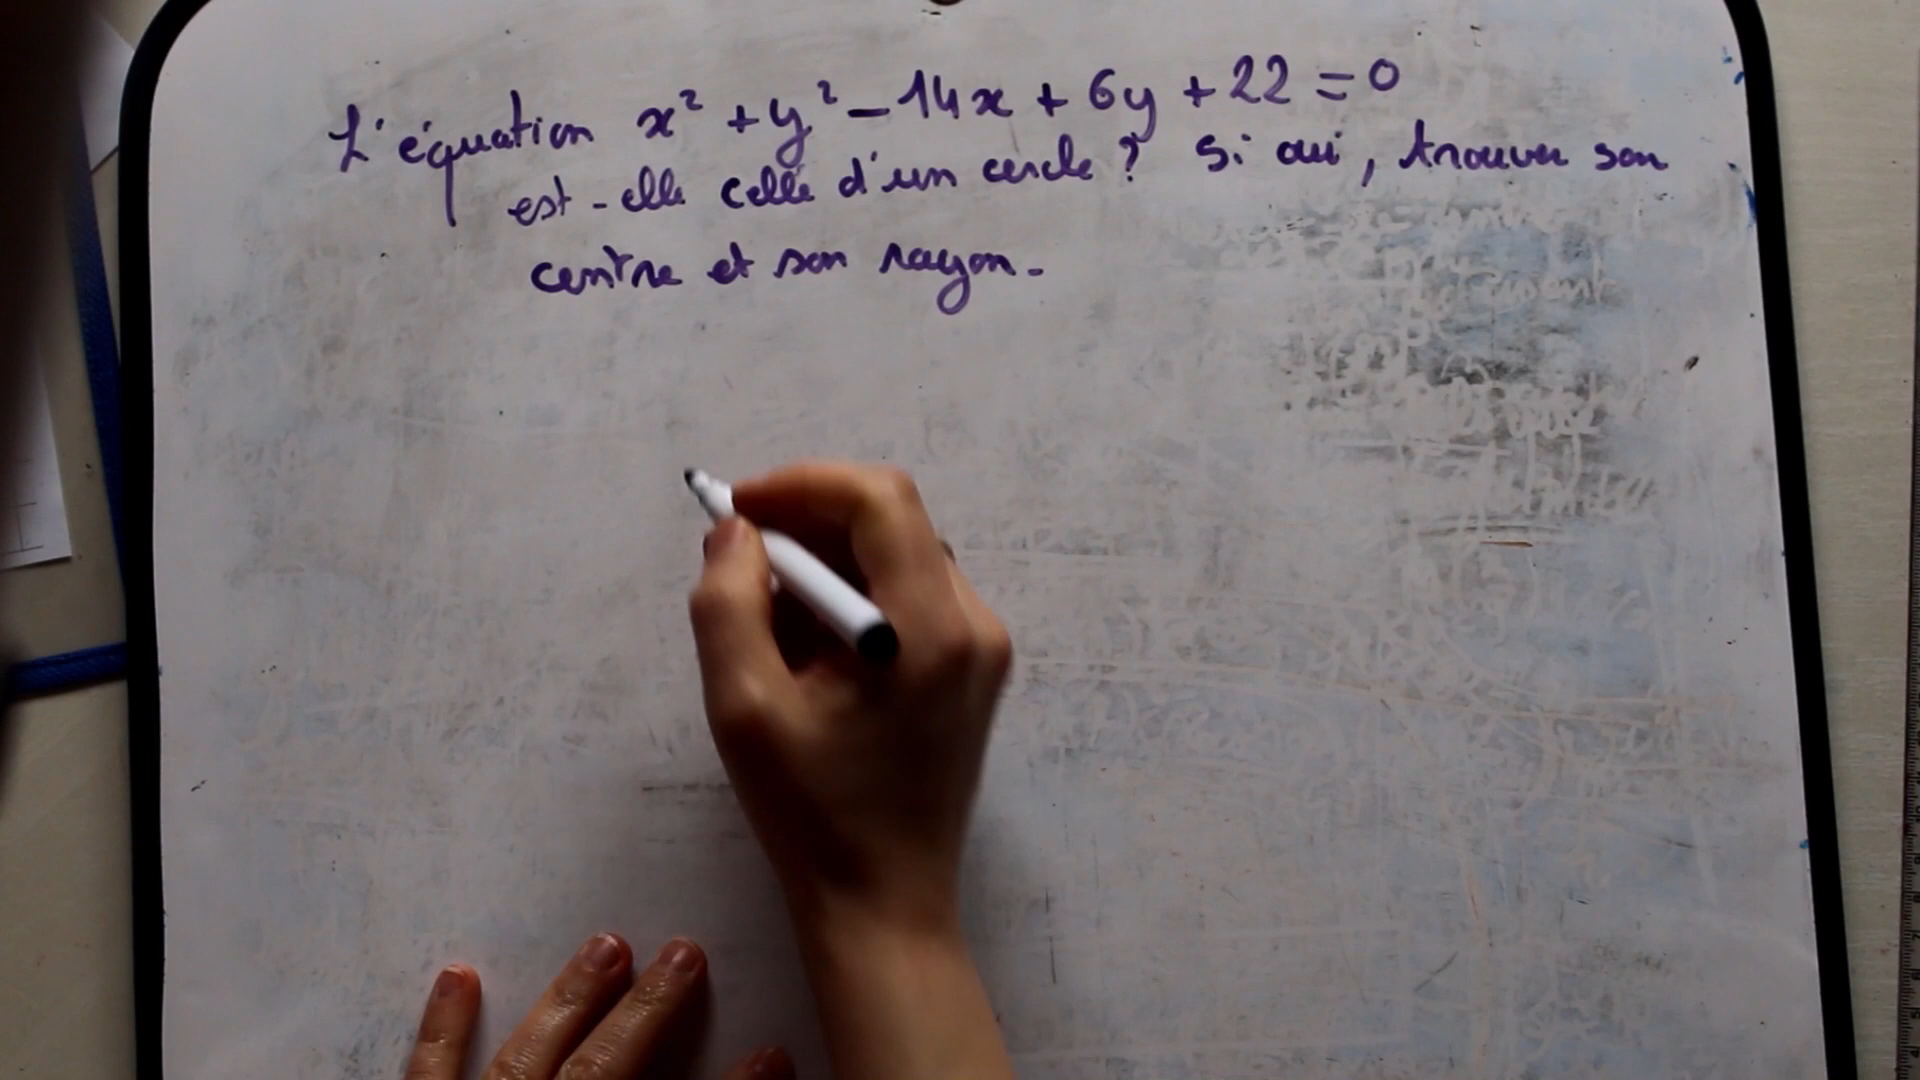 L'équation x² + y² - 14x + 6y + 22 = 0
est-elle celle d'un cercle ? Si oui, trouver son
centre et son rayon.